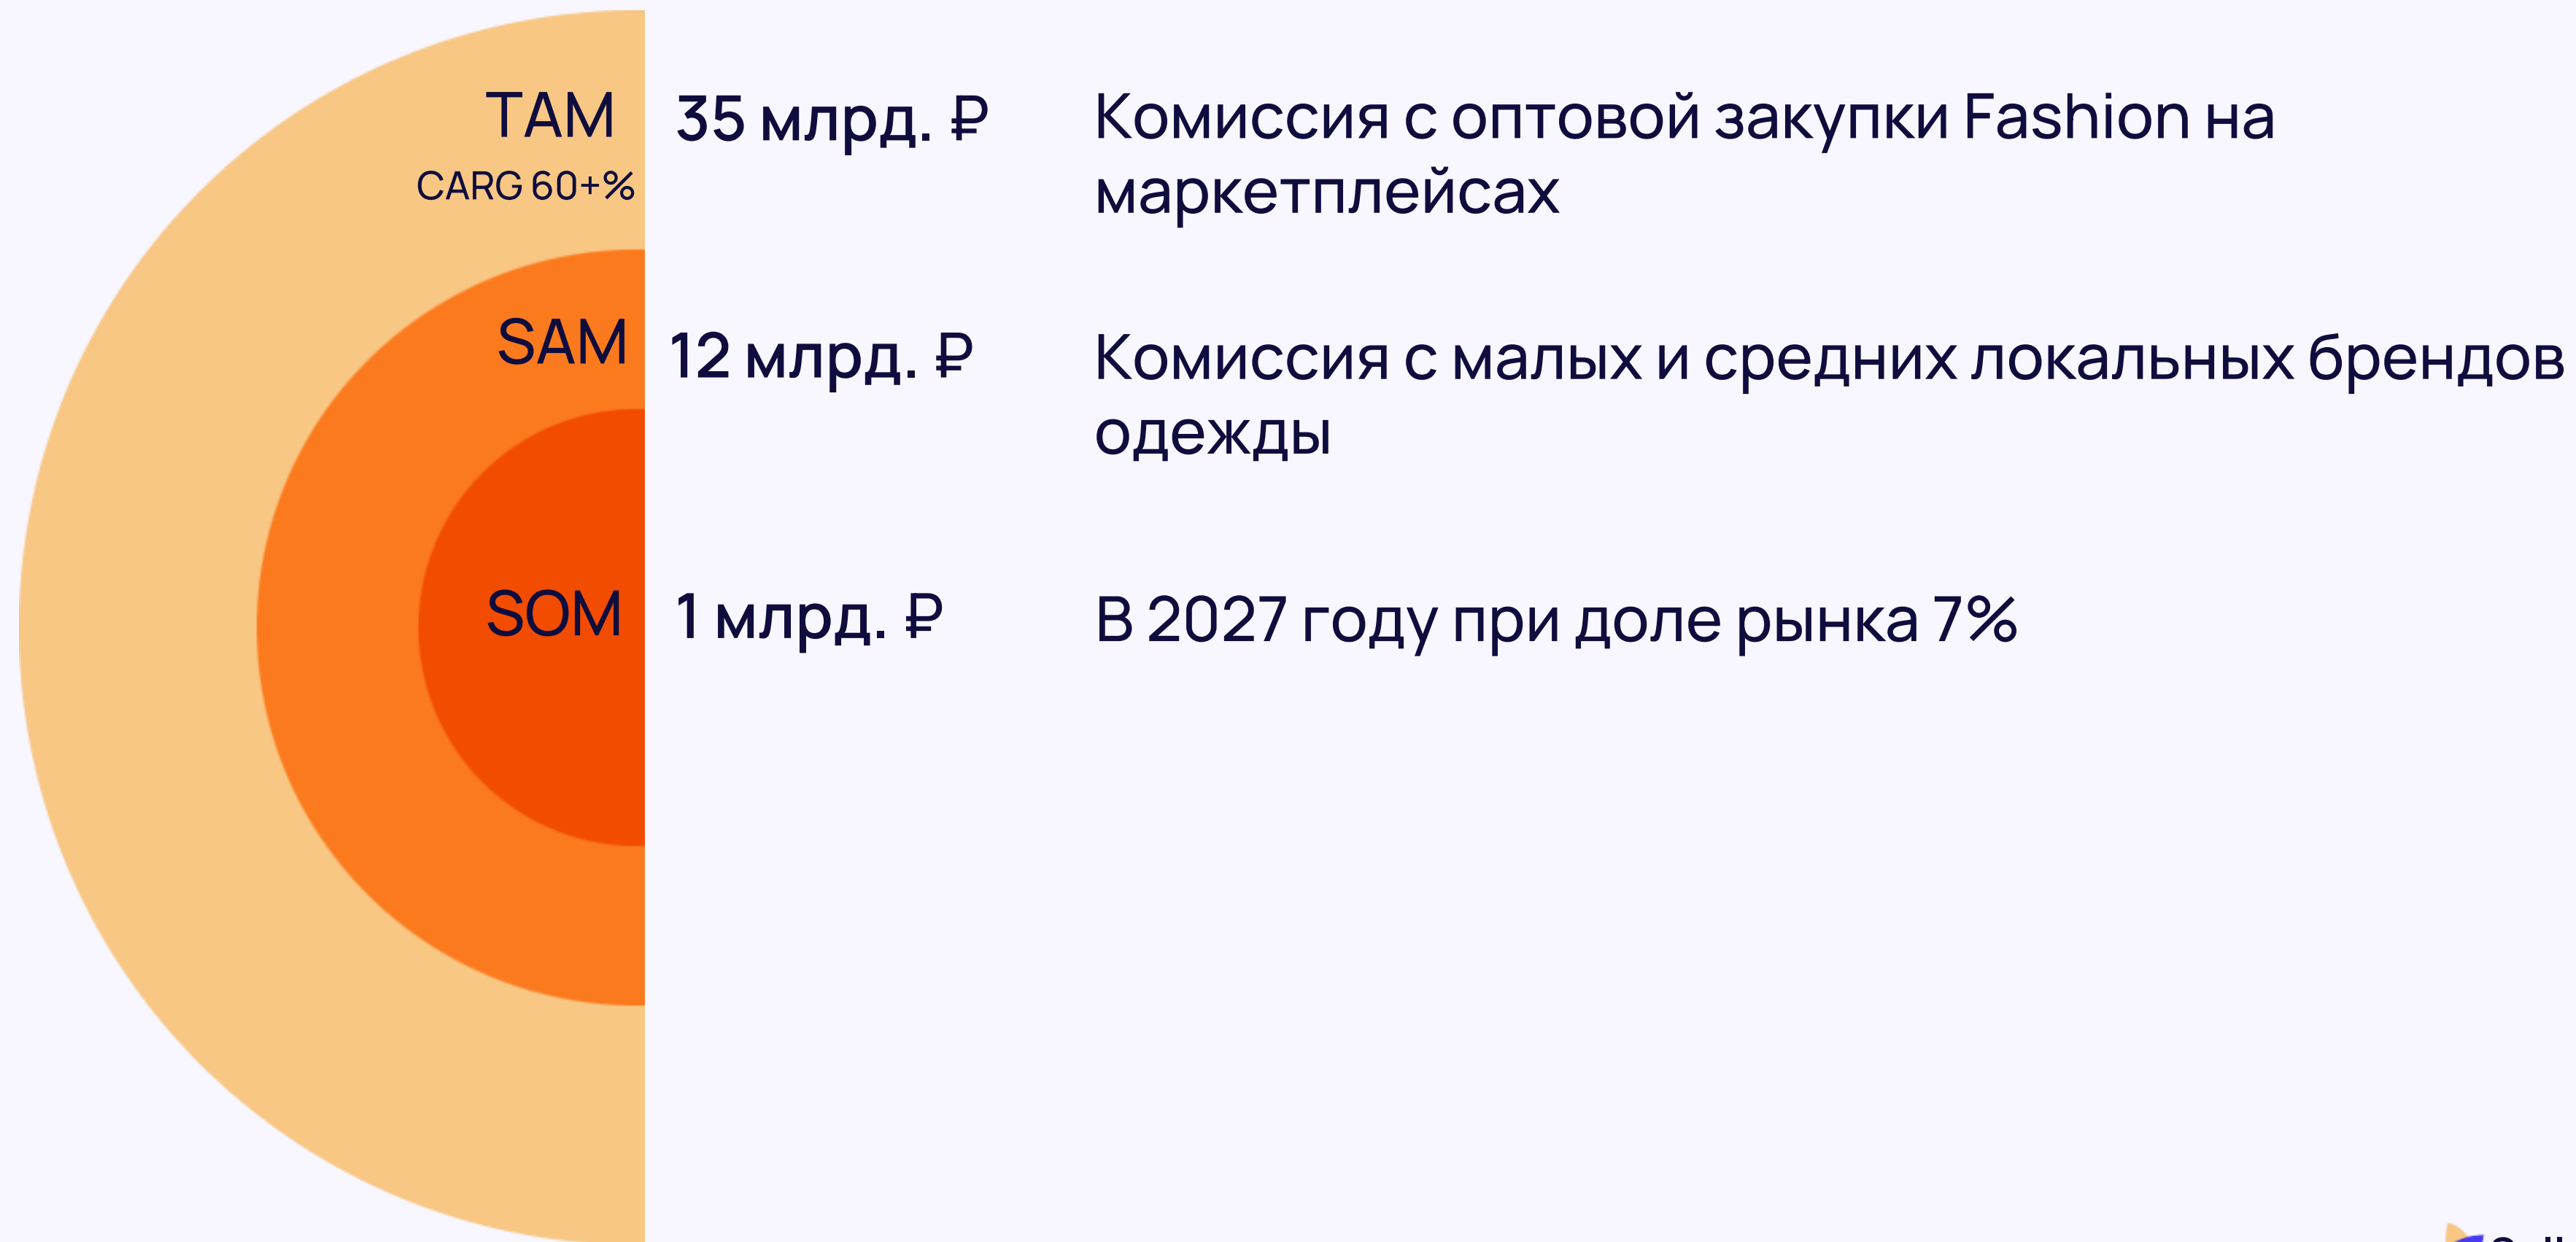 TAM
CARG 60+%
35 млрд. ₽
Комиссия с оптовой закупки Fashion на
маркетплейсах
SAM
12 млрд. ₽
Комиссия с малых и средних локальных брендов
одежды
SOM
1 млрд. ₽
В 2027 году при доле рынка 7%